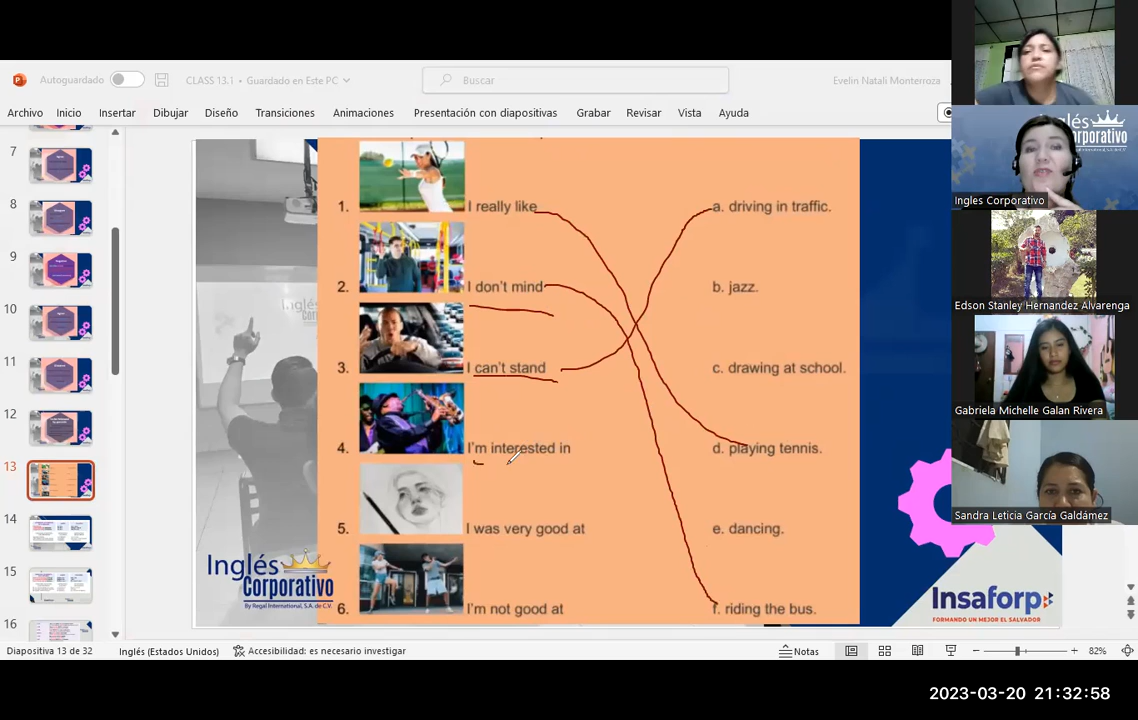 Autoguardado
CLASS 13.1 • Guardado en Este PC
Buscar
Evelin Natali Monterroza
Archivo Inicio Insertar Dibujar Diseño Transiciones Animaciones Presentación con diapositivas Grabar Revisar Vista Ayuda
7
8
9
10
11
12
13
14
15
16
1. I really like
a. driving in traffic.
2. I don't mind
b. jazz.
3. I can't stand
c. drawing at school.
4. I'm interested in
d. playing tennis.
5. I was very good at
e. dancing.
6. I'm not good at
f. riding the bus.
Inglés
Corporativo
By Regal International, S.A. de C.V.
Insaforp
FORMANDO UN MEJOR EL SALVADOR
Inglés
Corporativo
Ingles Corporativo
Edson Stanley Hernandez Alvarenga
Gabriela Michelle Galan Rivera
Sandra Leticia García Galdámez
Diapositiva 13 de 32 Inglés (Estados Unidos) Accesibilidad: es necesario investigar Notas 82%
2023-03-20 21:32:58